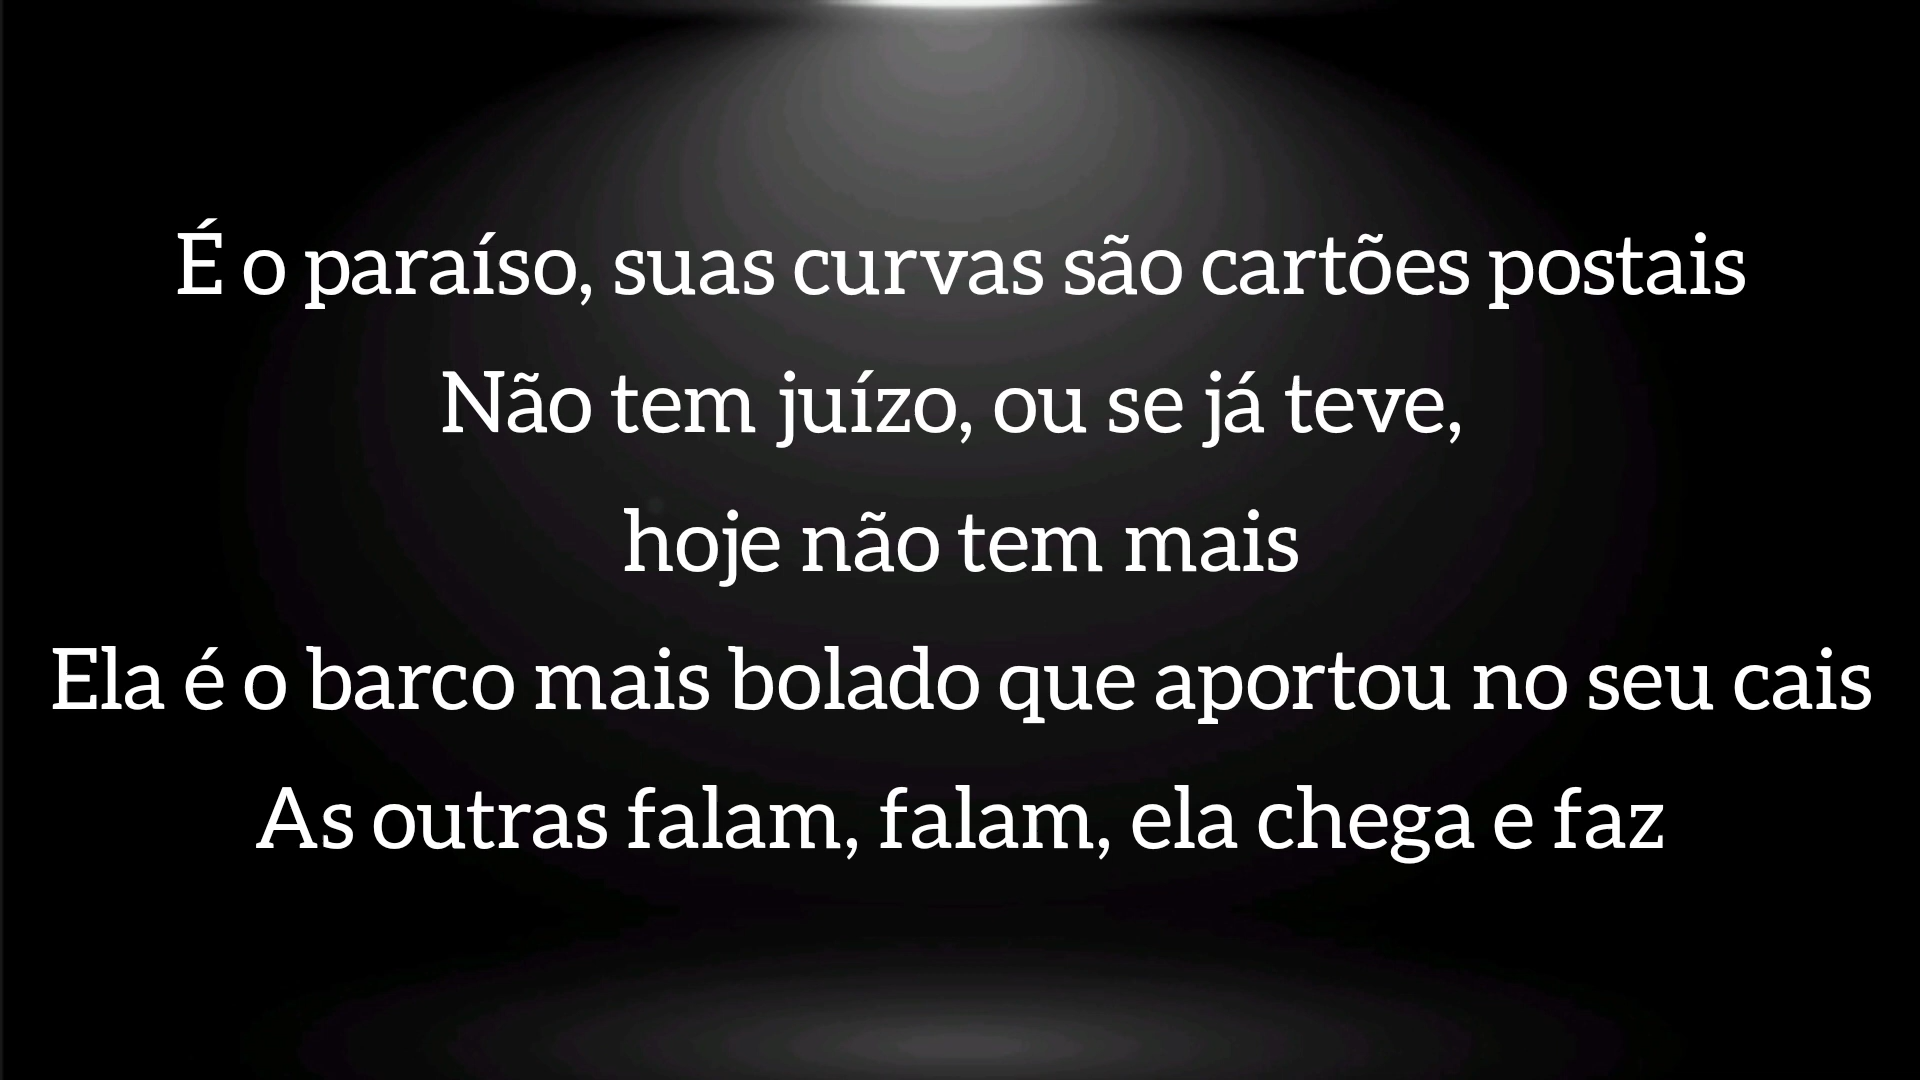 É o paraíso, suas curvas são cartões postais
Não tem juízo, ou se já teve,
hoje não tem mais
Ela é o barco mais bolado que aportou no seu cais
As outras falam, falam, ela chega e faz